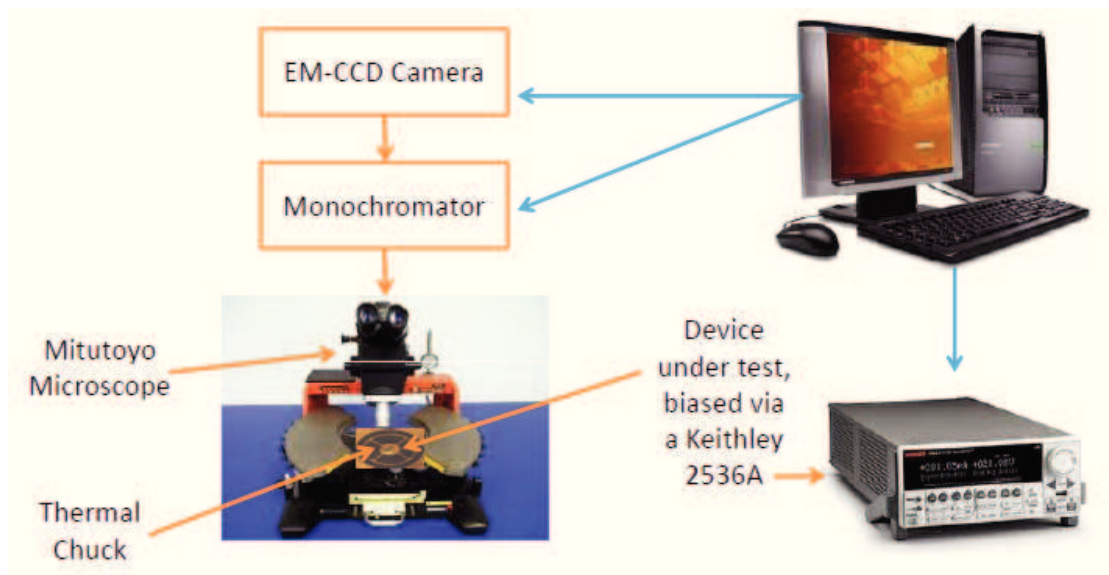 EM-CCD Camera
Monochromator
Mitutoyo
Microscope
Thermal
Chuck
Device
under test,
biased via
a Keithley
2536A